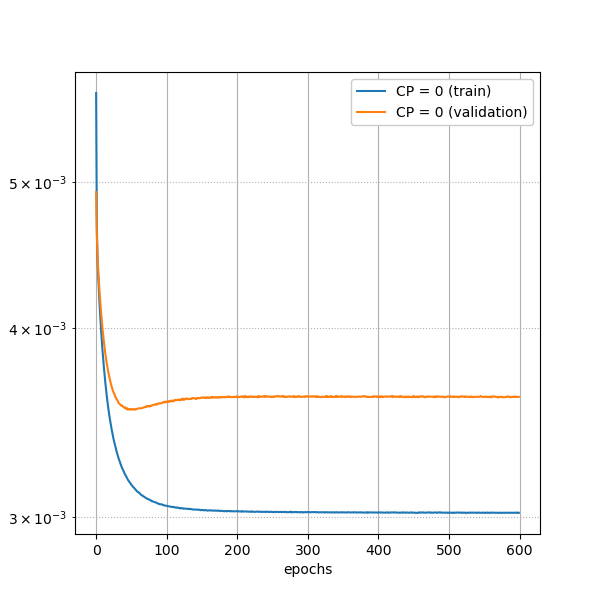 CP = 0 (train)
CP = 0 (validation)
5 × 10⁻³
4 × 10⁻³
3 × 10⁻³
0 100 200 300 400 500 600
epochs